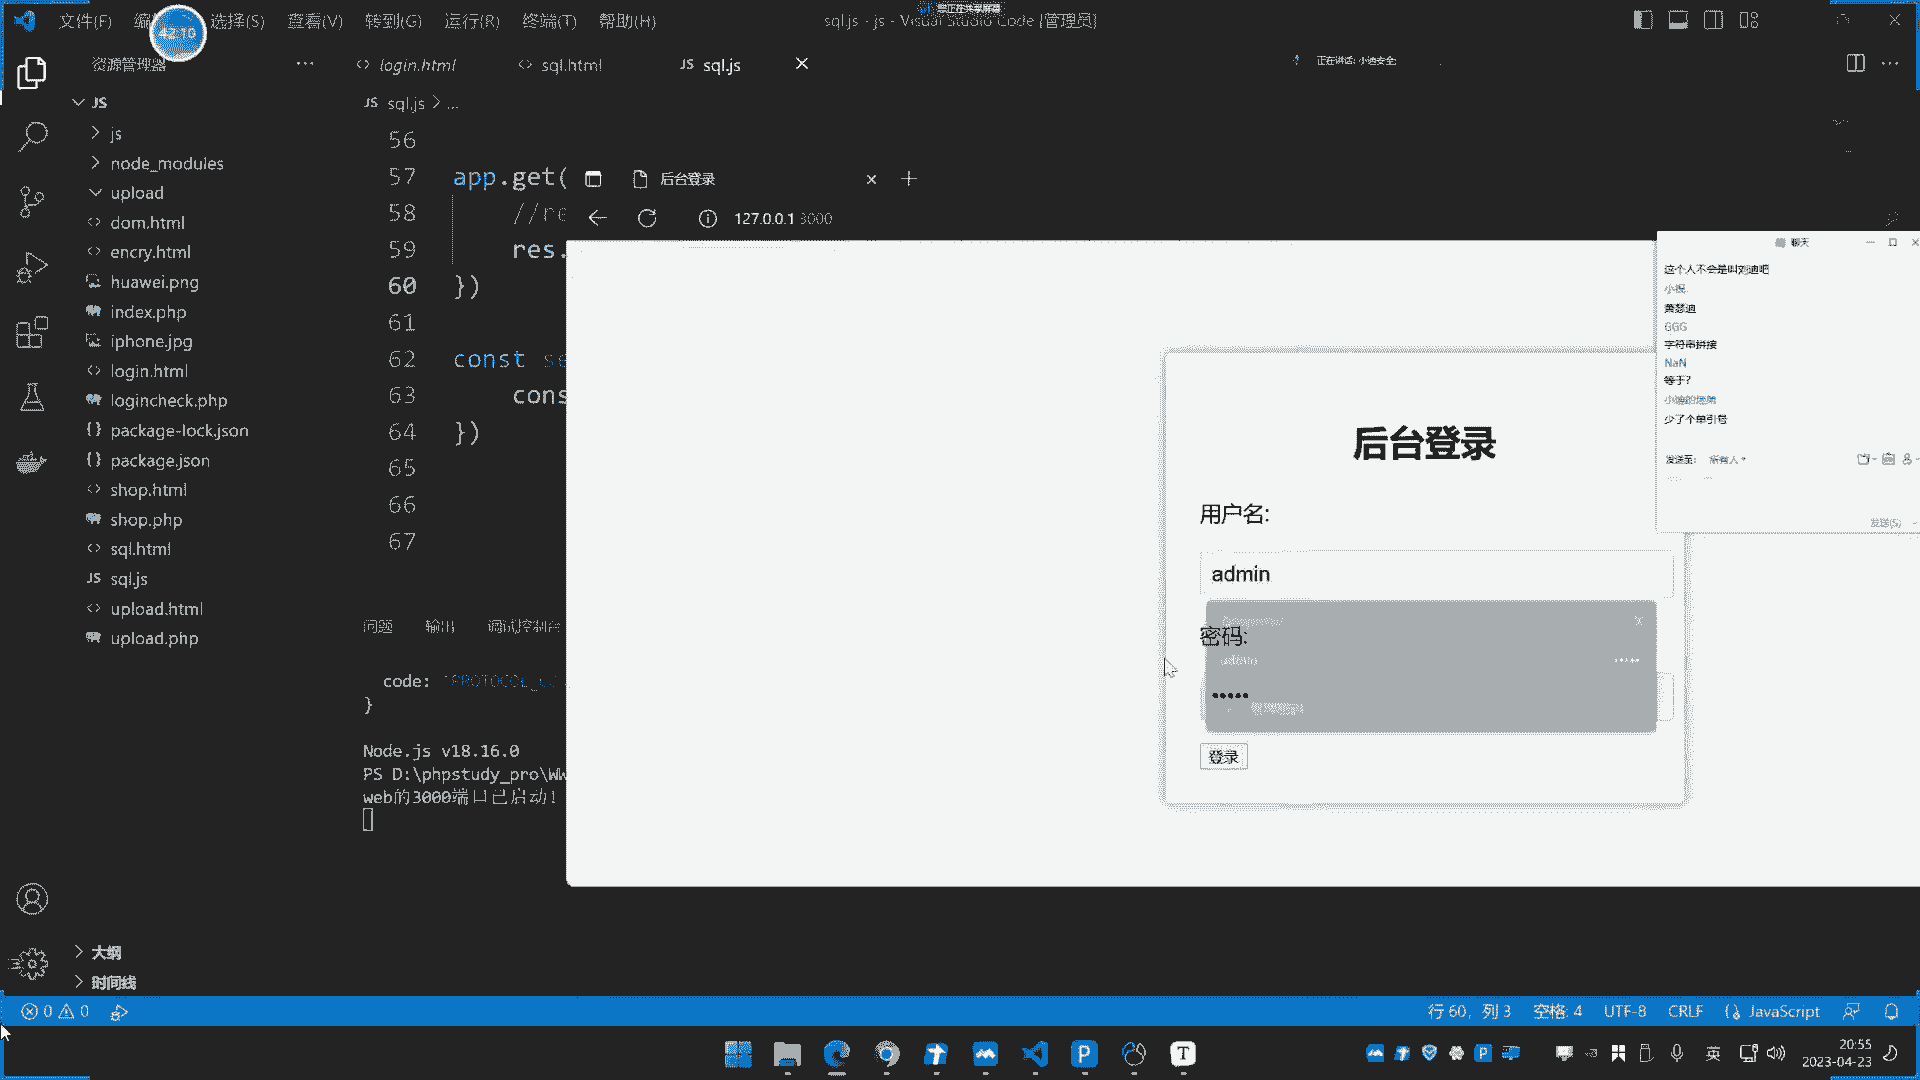 文件(F)
选择(S)
查看(V)
转到(G)
运行(R)
终端(T)
帮助(H)
sql.js - js - Visual Studio Code [管理员]
42:10
资源管理器
login.html
sql.html
JS sql.js
正在讲话: 小迪安全;
JS
JS sql.js > ...
js
node_modules
upload
dom.html
encry.html
huawei.png
index.php
iphone.jpg
login.html
logincheck.php
package-lock.json
package.json
shop.html
shop.php
sql.html
JS sql.js
upload.html
upload.php
56
57 app.get(
58 //re
59 res.
60 })
61
62 const se
63 cons
64 })
65
66
67
后台登录
127.0.0.1:3000
后台登录
用户名:
admin
密码:
admin
•••••
登录
聊天
这个人不会是叫刘迪吧
小祝
萧瑟迪
GGG
字符串拼接
NaN
等于?
少了个单引号
发送至: 所有人
发送(S)
问题
输出
调试控制台
code:
}
Node.js v18.16.0
PS D:\phpstudy_pro\WW
web的3000端口已启动!
大纲
时间线
0
0
行 60, 列 3
空格: 4
UTF-8
CRLF
JavaScript
英
20:55
2023-04-23